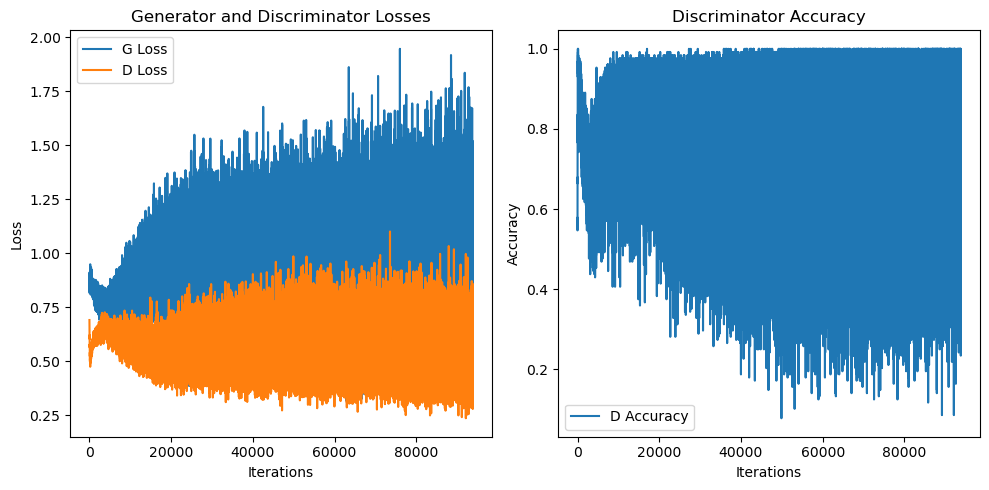 Generator and Discriminator Losses
2.00
1.75
1.50
1.25
1.00
0.75
0.50
0.25
Loss
G Loss
D Loss
0 20000 40000 60000 80000
Iterations
Discriminator Accuracy
1.0
0.8
0.6
0.4
0.2
Accuracy
D Accuracy
0 20000 40000 60000 80000
Iterations